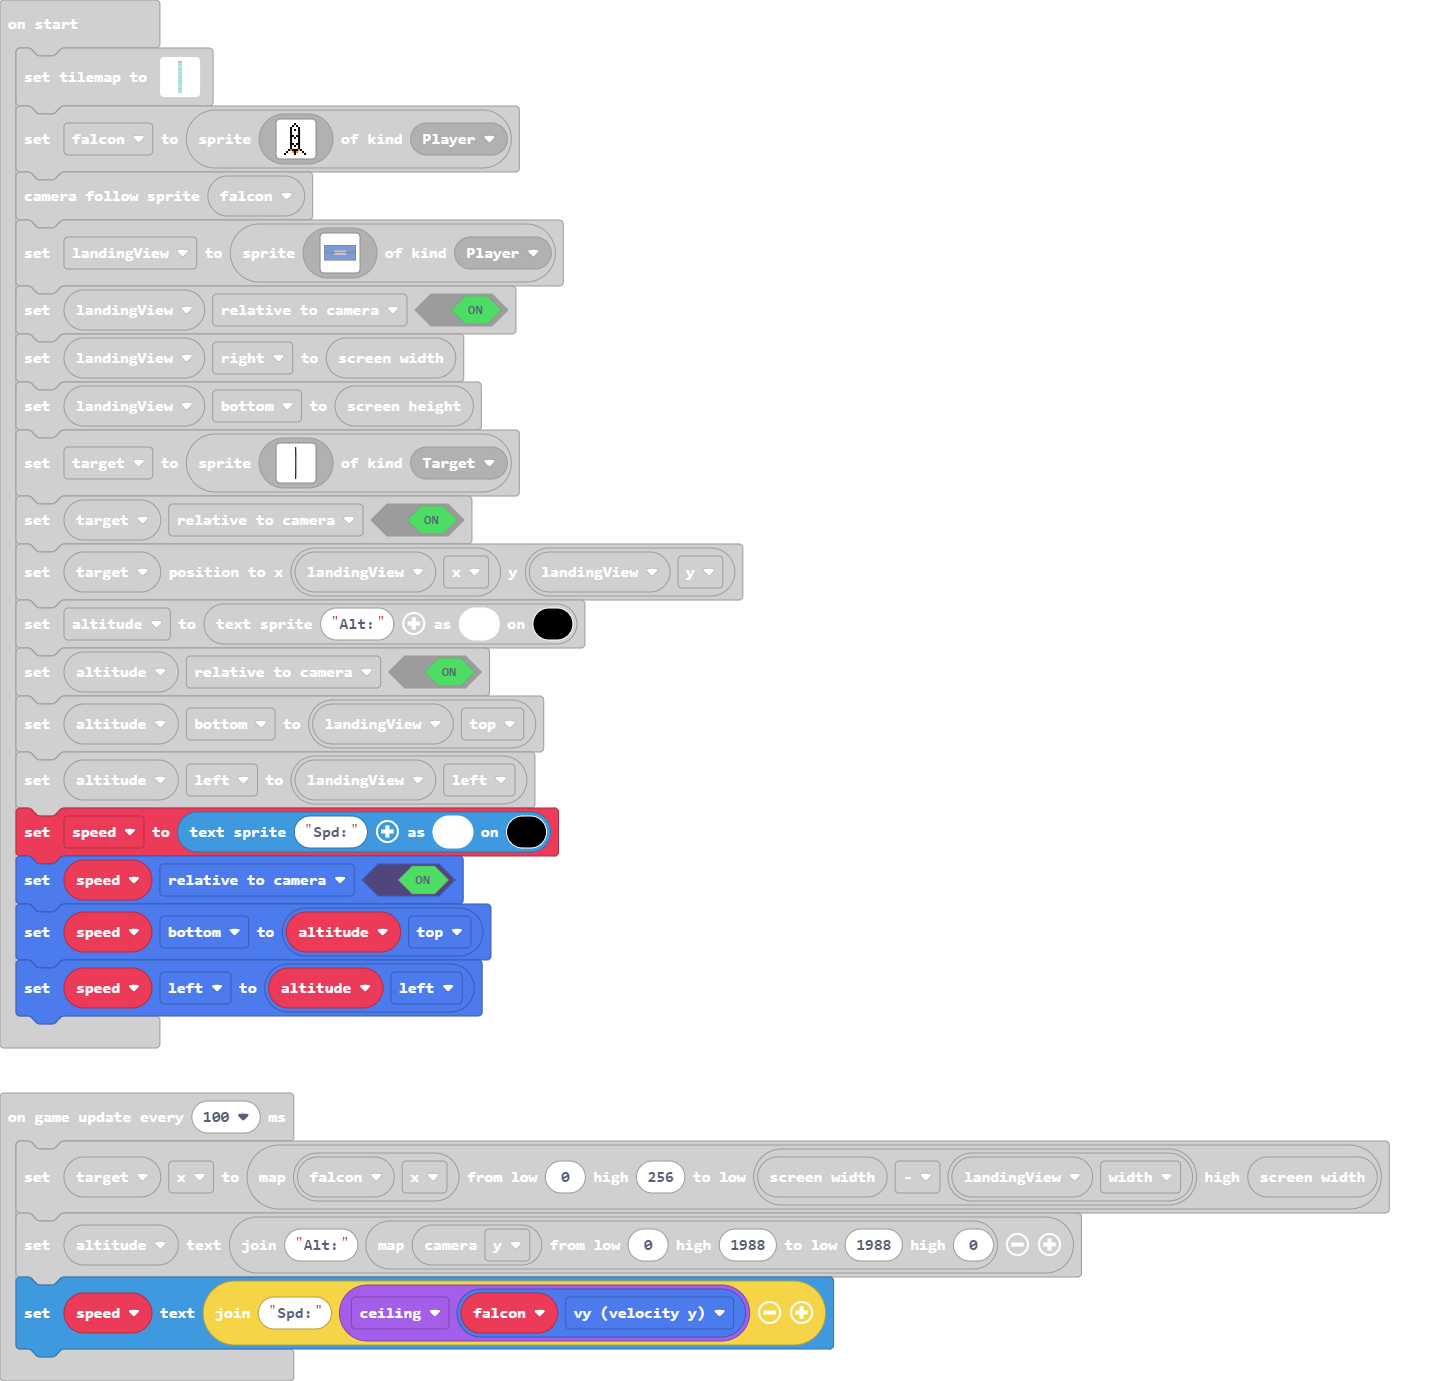 on start
set tilemap to
set falcon to sprite of kind Player
camera follow sprite falcon
set landingView to sprite of kind Player
set landingView relative to camera ON
set landingView right to screen width
set landingView bottom to screen height
set target to sprite of kind Target
set target relative to camera ON
set target position to x landingView x y landingView y
set altitude to text sprite "Alt:" as on
set altitude relative to camera ON
set altitude bottom to landingView top
set altitude left to landingView left
set speed to text sprite "Spd:" as on
set speed relative to camera ON
set speed bottom to altitude top
set speed left to altitude left
on game update every 100 ms
set target x to map falcon x from low 0 high 256 to low screen width - landingView width high screen width
set altitude text join "Alt:" map camera y from low 0 high 1988 to low 1988 high 0
set speed text join "Spd:" ceiling falcon vy (velocity y)